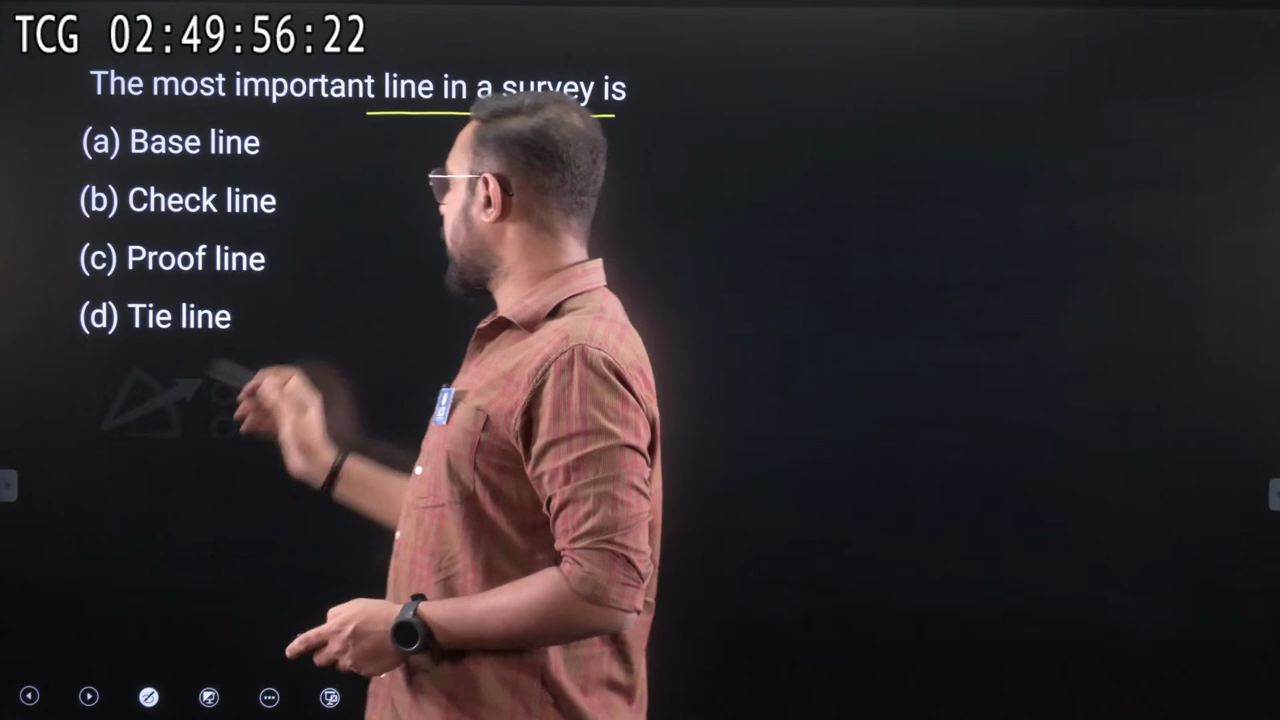 TCG 02:49:56:22
The most important line in a survey is
(a) Base line
(b) Check line
(c) Proof line
(d) Tie line